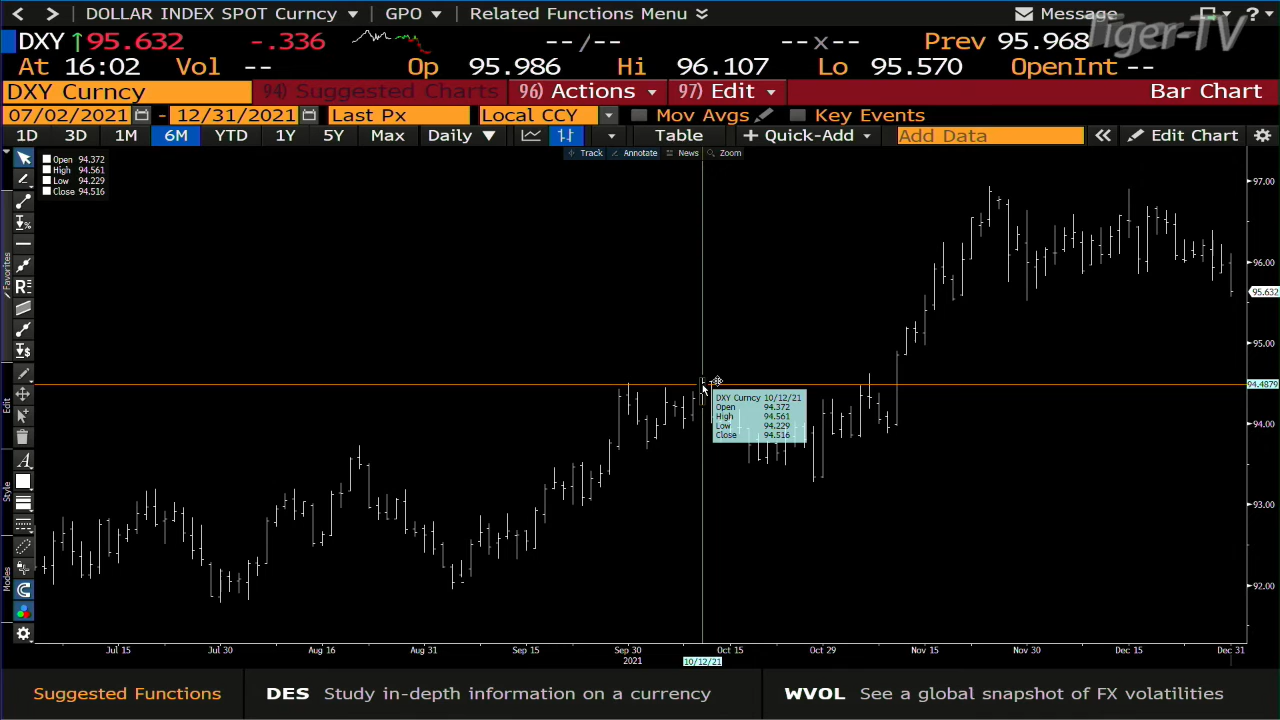 < > DOLLAR INDEX SPOT Curncy GPO Related Functions Menu Message ?
Tiger-TV
DXY ↑95.632 -.336 --/-- --x-- Prev 95.968
At 16:02 Vol -- Op 95.986 Hi 96.107 Lo 95.570 OpenInt --
DXY Curncy 94) Suggested Charts 96) Actions 97) Edit Bar Chart
07/02/2021 - 12/31/2021 Last Px Local CCY Mov Avgs Key Events
1D 3D 1M 6M YTD 1Y 5Y Max Daily ▼ Table + Quick-Add Add Data « Edit Chart
Track Annotate News Zoom
Open 94.372
High 94.561
Low 94.229
Close 94.516
97.00
96.00
95.632
95.00
94.4879
94.00
93.00
92.00
DXY Curncy 10/12/21
Open 94.372
High 94.561
Low 94.229
Close 94.516
Favorites
Edit
Style
Modes
Jul 15 Jul 30 Aug 16 Aug 31 Sep 15 Sep 30 Oct 15 Oct 29 Nov 15 Nov 30 Dec 15 Dec 31
2021 10/12/21
Suggested Functions DES Study in-depth information on a currency WVOL See a global snapshot of FX volatilities